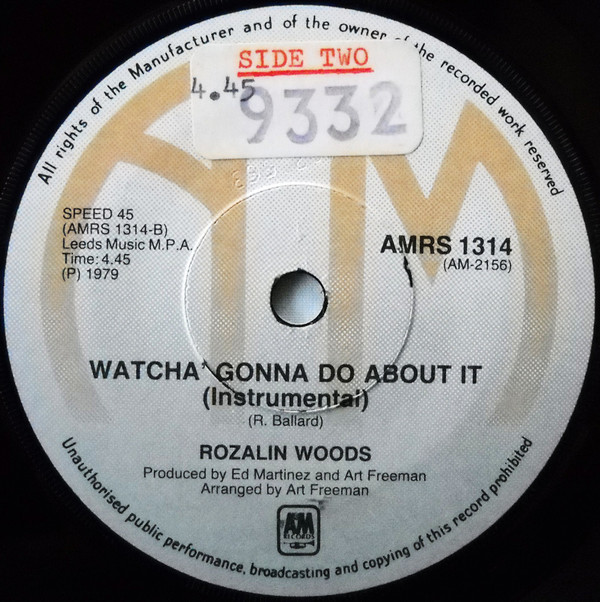 All rights of the Manufacturer and of the owner of the recorded work reserved
SIDE TWO
4.45
9332
SPEED 45
(AMRS 1314-B)
Leeds Music M.P.A.
Time: 4.45
(P) 1979
AMRS 1314
(AM-2156)
WATCHA' GONNA DO ABOUT IT
(Instrumental)
(R. Ballard)
ROZALIN WOODS
Produced by Ed Martinez and Art Freeman
Arranged by Art Freeman
AM
RECORDS
Unauthorised public performance, broadcasting and copying of this record prohibited